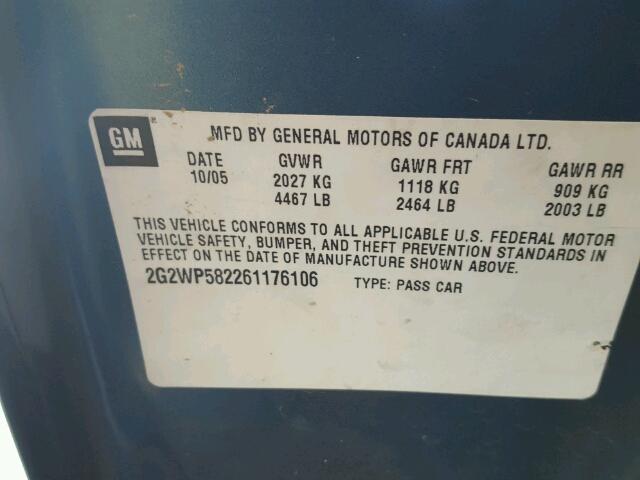 GM
MFD BY GENERAL MOTORS OF CANADA LTD.
DATE GVWR GAWR FRT GAWR RR
10/05 2027 KG 1118 KG 909 KG
4467 LB 2464 LB 2003 LB
THIS VEHICLE CONFORMS TO ALL APPLICABLE U.S. FEDERAL MOTOR
VEHICLE SAFETY, BUMPER, AND THEFT PREVENTION STANDARDS IN
EFFECT ON THE DATE OF MANUFACTURE SHOWN ABOVE.
2G2WP582261176106 TYPE: PASS CAR